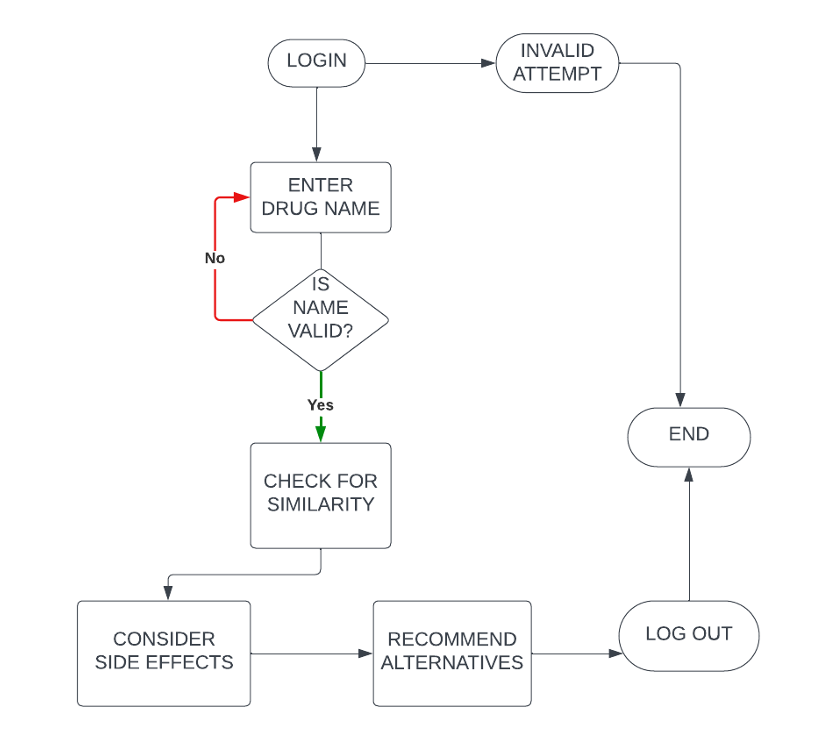 LOGIN
INVALID
ATTEMPT
ENTER
DRUG NAME
No
IS
NAME
VALID?
Yes
END
CHECK FOR
SIMILARITY
CONSIDER
SIDE EFFECTS
RECOMMEND
ALTERNATIVES
LOG OUT